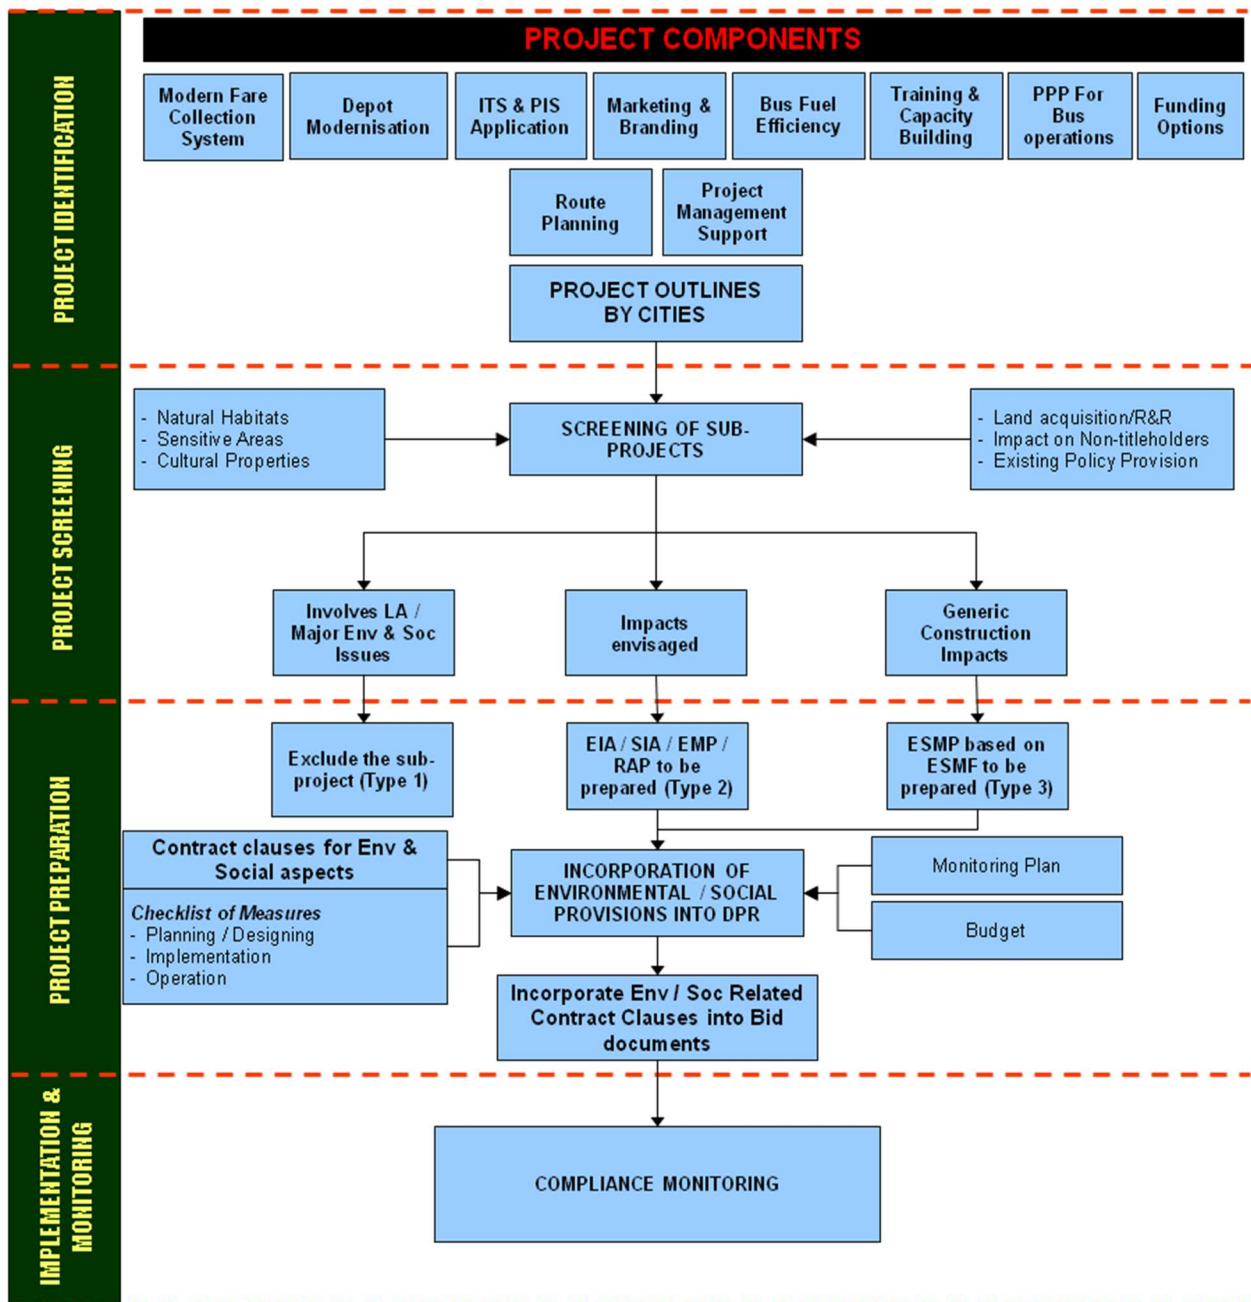 PROJECT COMPONENTS
PROJECT IDENTIFICATION
Modern Fare
Collection
System
Depot
Modernisation
ITS & PIS
Application
Marketing &
Branding
Bus Fuel
Efficiency
Training &
Capacity
Building
PPP For
Bus
operations
Funding
Options
Route
Planning
Project
Management
Support
PROJECT OUTLINES
BY CITIES
PROJECT SCREENING
- Natural Habitats
- Sensitive Areas
- Cultural Properties
SCREENING OF SUB-
PROJECTS
- Land acquisition/R&R
- Impact on Non-titleholders
- Existing Policy Provision
Involves LA /
Major Env & Soc
Issues
Impacts
envisaged
Generic
Construction
Impacts
PROJECT PREPARATION
Exclude the sub-
project (Type 1)
EIA / SIA / EMP /
RAP to be
prepared (Type 2)
ESMP based on
ESMF to be
prepared (Type 3)
Contract clauses for Env &
Social aspects
Checklist of Measures
- Planning / Designing
- Implementation
- Operation
INCORPORATION OF
ENVIRONMENTAL / SOCIAL
PROVISIONS INTO DPR
Monitoring Plan
Budget
Incorporate Env / Soc Related
Contract Clauses into Bid
documents
IMPLEMENTATION &
MONITORING
COMPLIANCE MONITORING